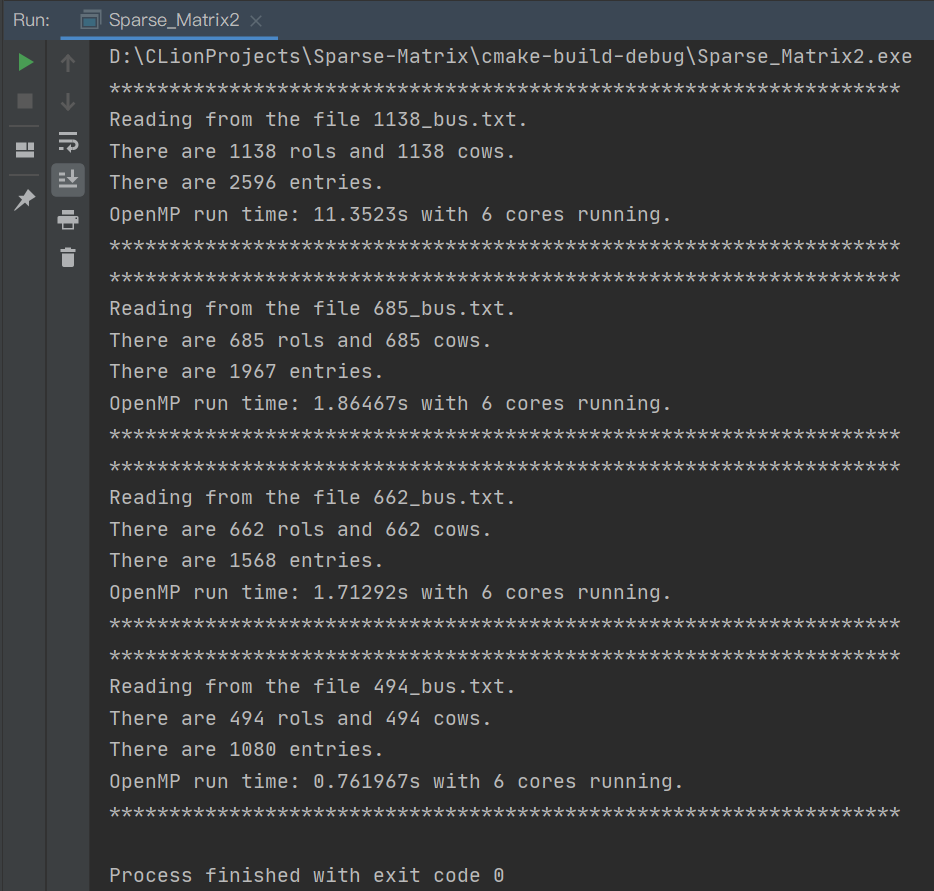 Run: Sparse_Matrix2
D:\CLionProjects\Sparse-Matrix\cmake-build-debug\Sparse_Matrix2.exe
******************************************************************
Reading from the file 1138_bus.txt.
There are 1138 rols and 1138 cows.
There are 2596 entries.
OpenMP run time: 11.3523s with 6 cores running.
******************************************************************
******************************************************************
Reading from the file 685_bus.txt.
There are 685 rols and 685 cows.
There are 1967 entries.
OpenMP run time: 1.86467s with 6 cores running.
******************************************************************
******************************************************************
Reading from the file 662_bus.txt.
There are 662 rols and 662 cows.
There are 1568 entries.
OpenMP run time: 1.71292s with 6 cores running.
******************************************************************
******************************************************************
Reading from the file 494_bus.txt.
There are 494 rols and 494 cows.
There are 1080 entries.
OpenMP run time: 0.761967s with 6 cores running.
******************************************************************
Process finished with exit code 0